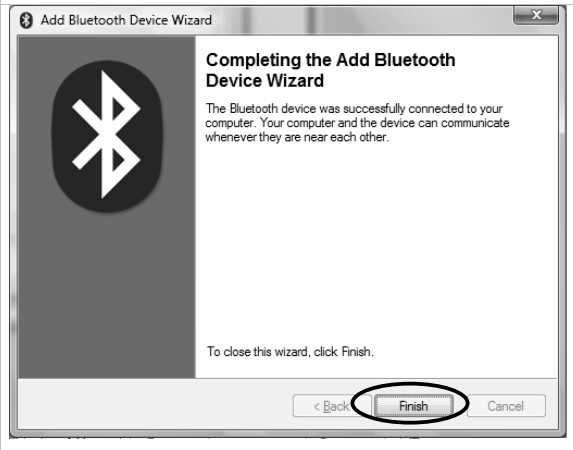 Add Bluetooth Device Wizard
Completing the Add Bluetooth
Device Wizard
The Bluetooth device was successfully connected to your
computer. Your computer and the device can communicate
whenever they are near each other.
To close this wizard, click Finish.
< Back Finish Cancel